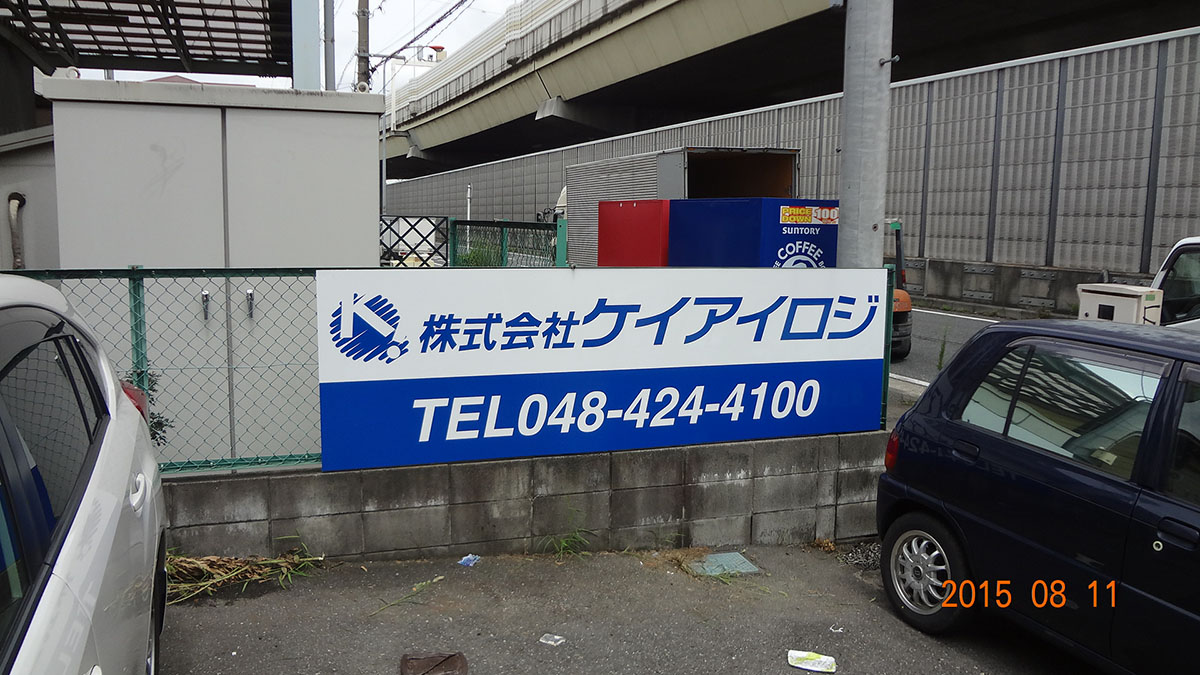 PRICE DOWN 100
SUNTORY
COFFEE
K
株式会社ケイアイロジ
TEL048-424-4100
2015 08 11